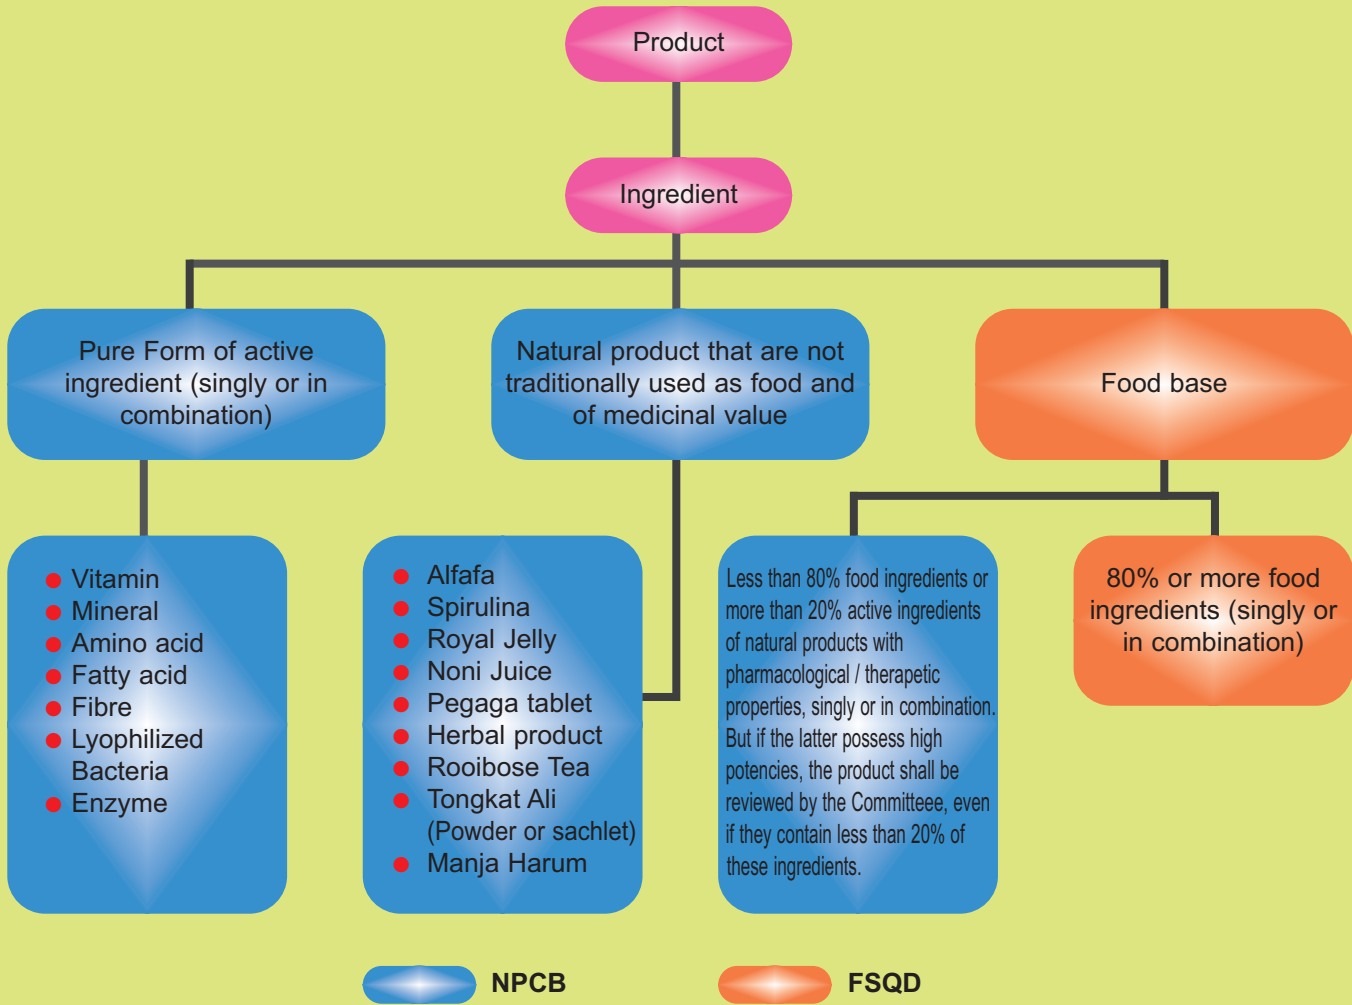 Product
Ingredient
Pure Form of active
ingredient (singly or in
combination)
Natural product that are not
traditionally used as food and
of medicinal value
Food base
Vitamin
Mineral
Amino acid
Fatty acid
Fibre
Lyophilized
Bacteria
Enzyme
Alfafa
Spirulina
Royal Jelly
Noni Juice
Pegaga tablet
Herbal product
Rooibose Tea
Tongkat Ali
(Powder or sachlet)
Manja Harum
Less than 80% food ingredients or
more than 20% active ingredients
of natural products with
pharmacological / therapetic
properties, singly or in combination.
But if the latter possess high
potencies, the product shall be
reviewed by the Committeee, even
if they contain less than 20% of
these ingredients.
80% or more food
ingredients (singly or
in combination)
NPCB
FSQD